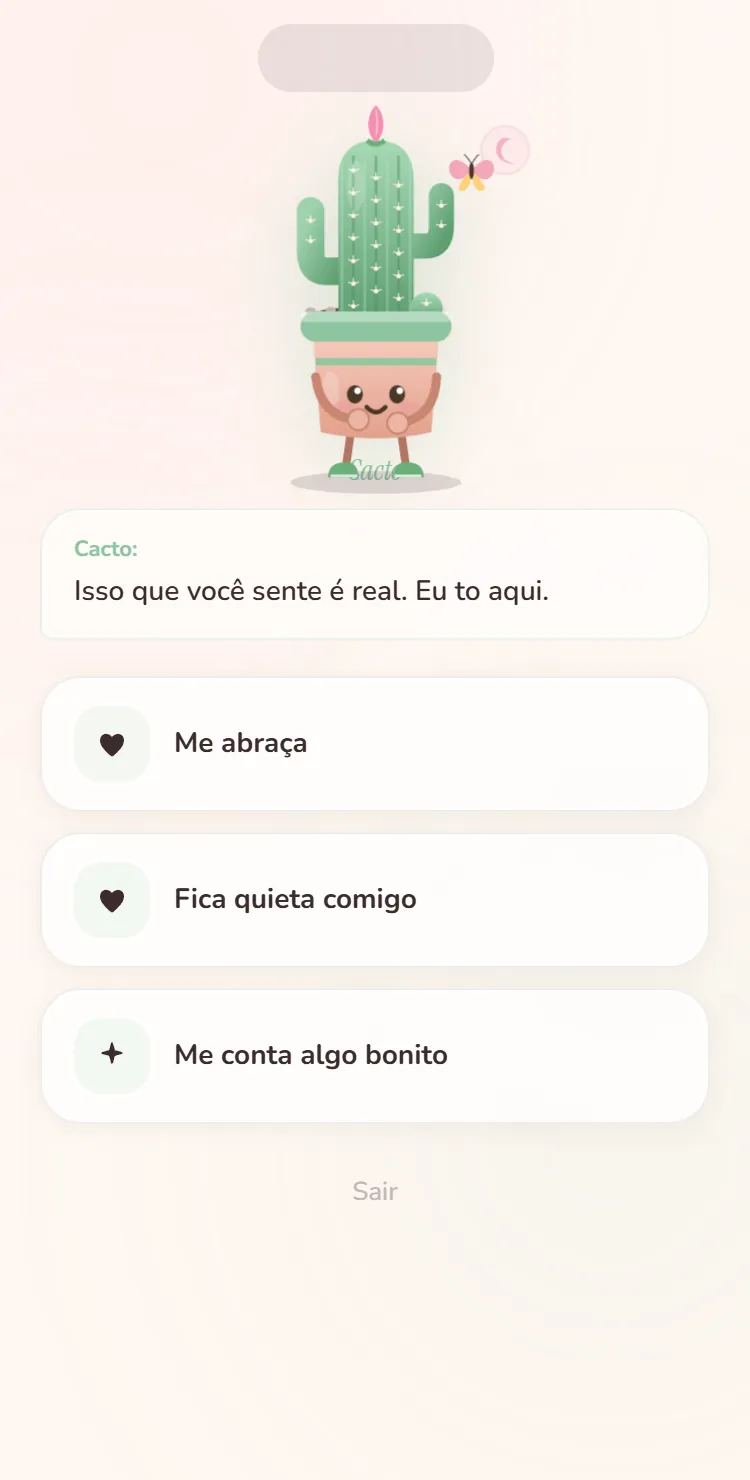 Cacto:
Isso que você sente é real. Eu to aqui.
Me abraça
Fica quieta comigo
Me conta algo bonito
Sair